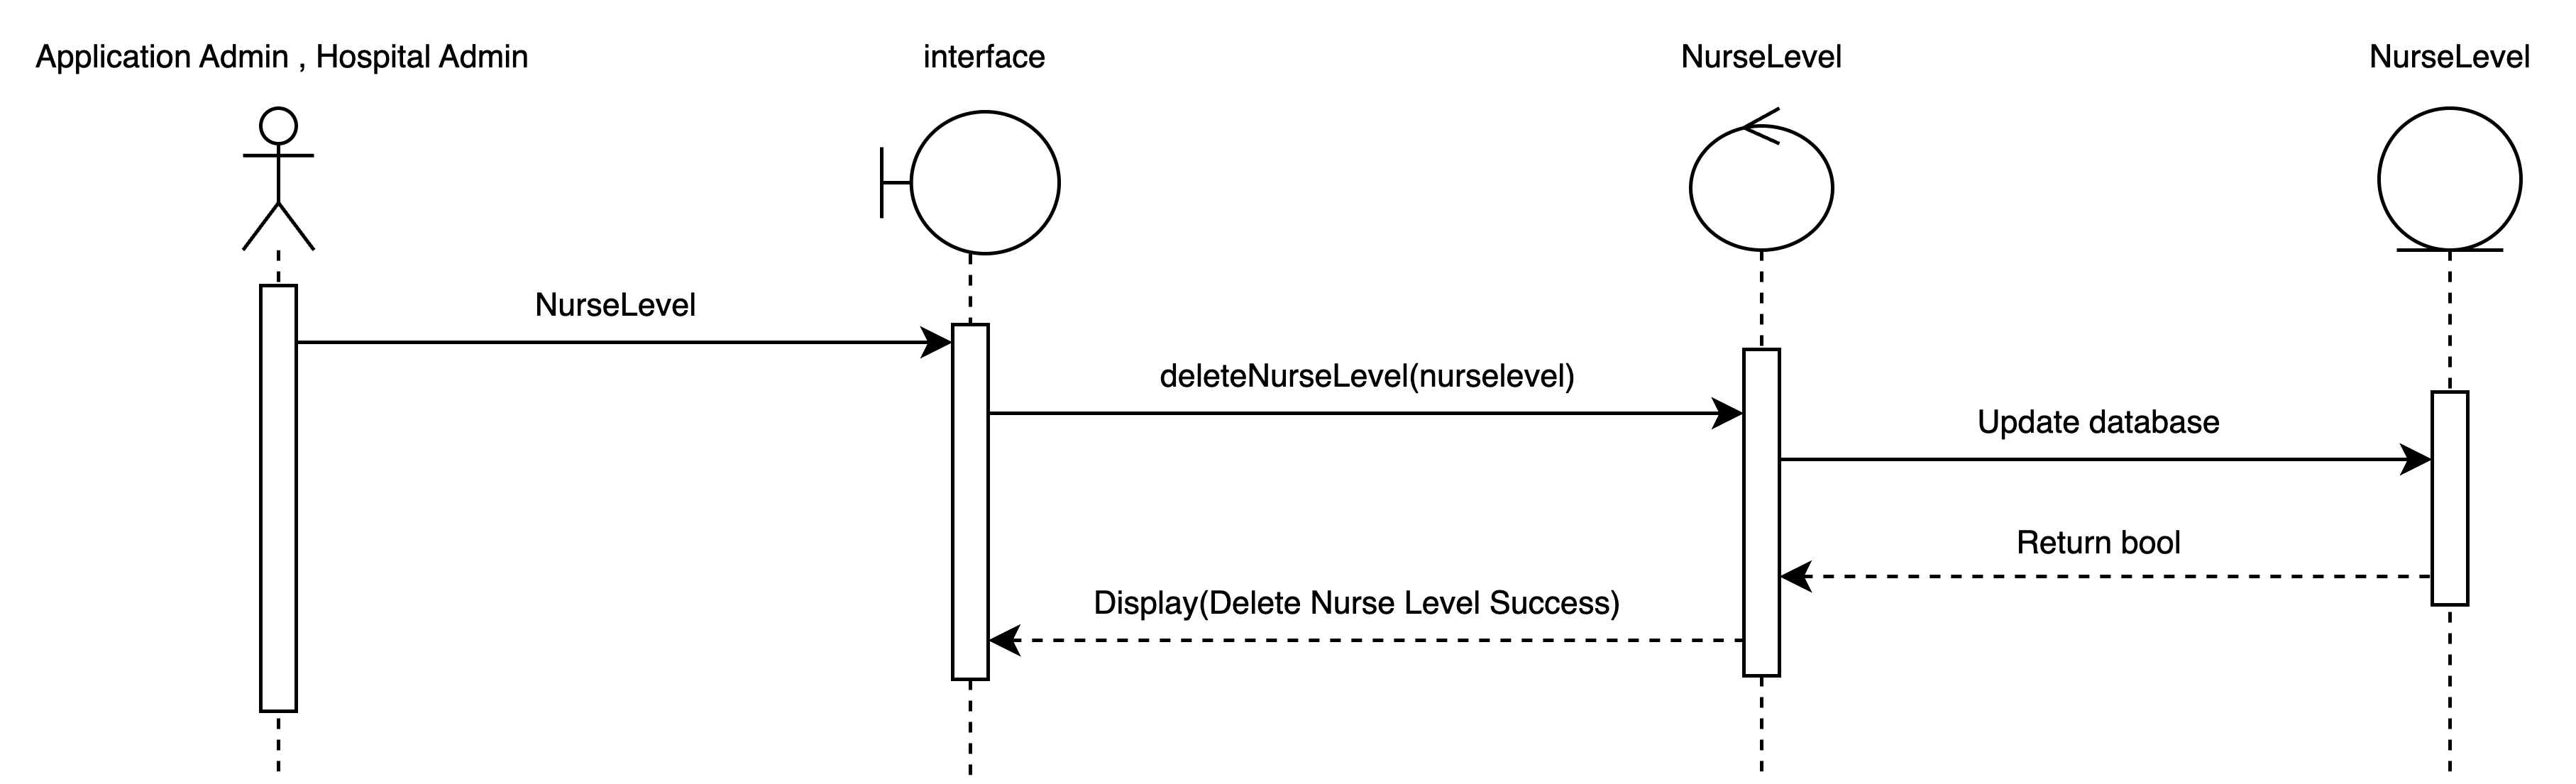 Application Admin , Hospital Admin
interface
NurseLevel
NurseLevel
NurseLevel
deleteNurseLevel(nurselevel)
Update database
Return bool
Display(Delete Nurse Level Success)